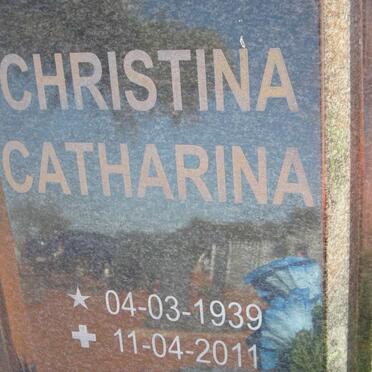 CHRISTINA
CATHARINA
★ 04-03-1939
✚ 11-04-2011